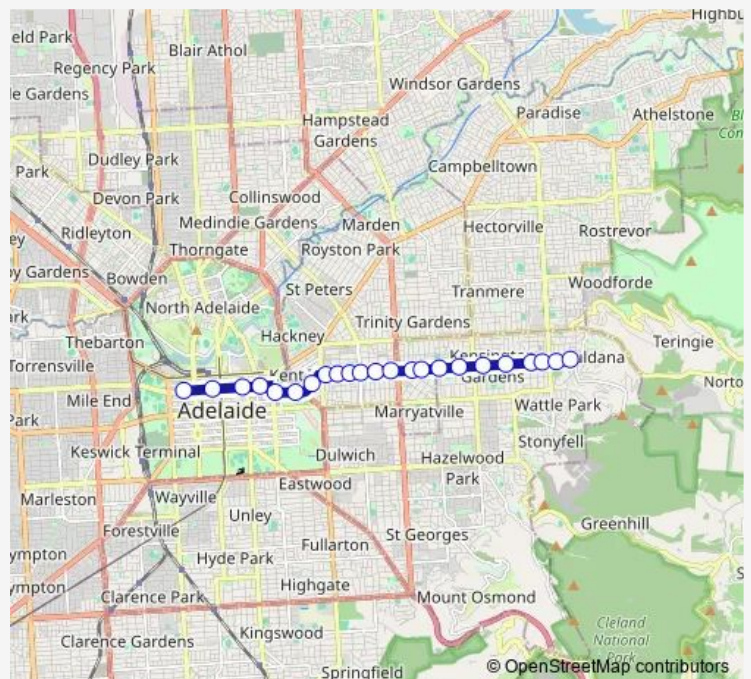 Highbu
eld Park
Blair Athol
Regency Park
Windsor Gardens
le Gardens
Paradise
Athelstone
Hampstead
Gardens
Dudley Park
Campbelltown
Park
Devon Park
Collinswood
Medindie Gardens
Marden
Hectorville
Rostrevor
Ridleyton
Thorngate
Royston Park
Bowden
St Peters
Tranmere
Woodforde
North Adelaide
Hackney
Trinity Gardens
Thebarton
Teringie
Torrensville
Kent
Gardens
Norto
Mile End
Adelaide
Marryatville
Wattle Park
Park
Stonyfell
Keswick Terminal
Dulwich
Hazelwood
Park
Marleston
Wayville
Eastwood
Unley
Greenhill
Forestville
Fullarton
St Georges
Hyde Park
Clarence Park
Highgate
Mount Osmond
Cleland
National
Park
Clarence Gardens
Kingswood
Springfield
© OpenStreetMap contributors